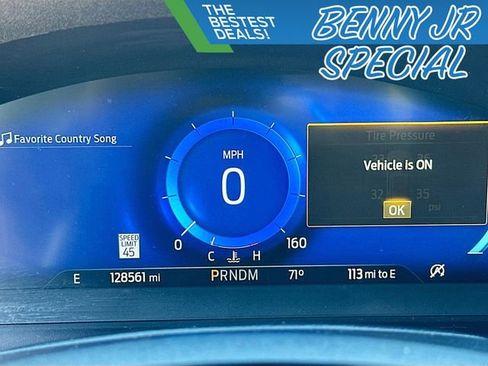 THE
BESTEST
DEALS!
BENNY JR
SPECIAL
Favorite Country Song
MPH
0
0 160
C H
SPEED
LIMIT
45
Tire Pressure
Vehicle is ON
32 35
psi
OK
E 128561 mi PRNDM 71° 113 mi to E